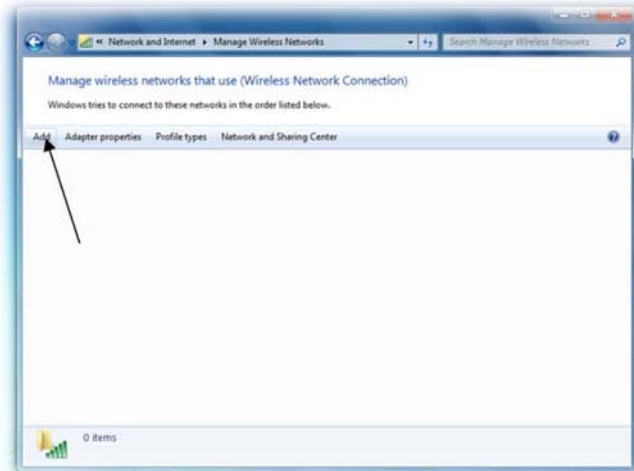 « Network and Internet ▸ Manage Wireless Networks Search Manage Wireless Networks
Manage wireless networks that use (Wireless Network Connection)
Windows tries to connect to these networks in the order listed below.
Add Adapter properties Profile types Network and Sharing Center
0 items